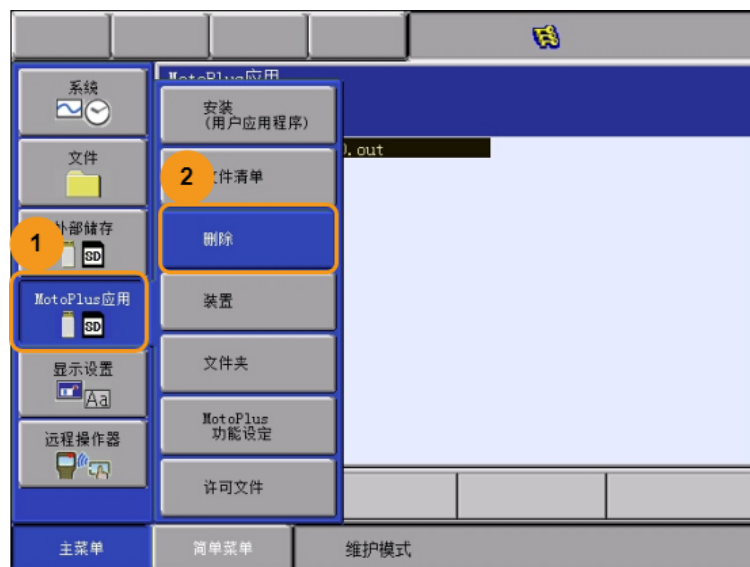 系统
文件
外部储存
SD
MotoPlus应用
SD
显示设置
Aa
远程操作器
MotoPlus应用
安装
(用户应用程序)
文件清单
删除
装置
文件夹
MotoPlus
功能设定
许可文件
.out
1
2
主菜单
简单菜单
维护模式